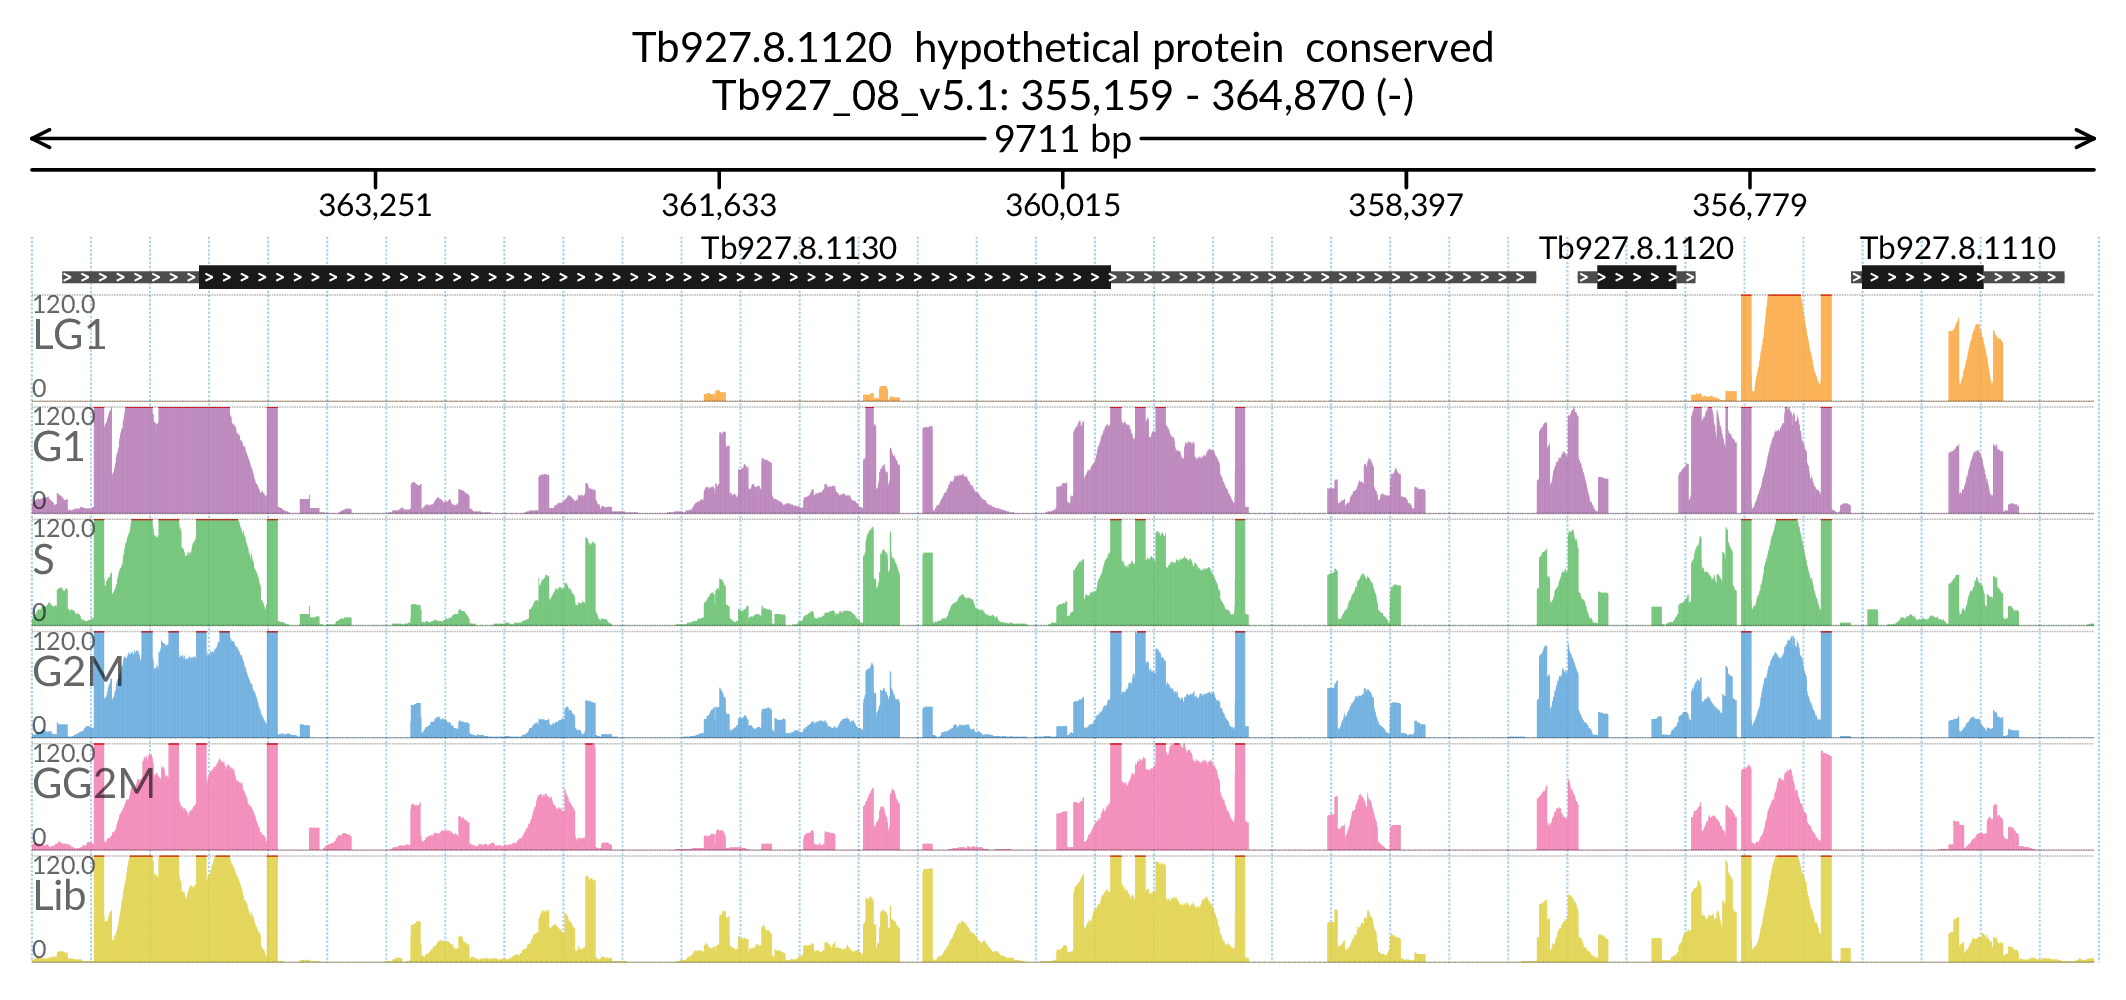 Tb927.8.1120 hypothetical protein conserved
Tb927_08_v5.1: 355,159 - 364,870 (-)
9711 bp
363,251 361,633 360,015 358,397 356,779
Tb927.8.1130 Tb927.8.1120 Tb927.8.1110
120.0
LG1
0
120.0
G1
0
120.0
S
0
120.0
G2M
0
120.0
GG2M
0
120.0
Lib
0